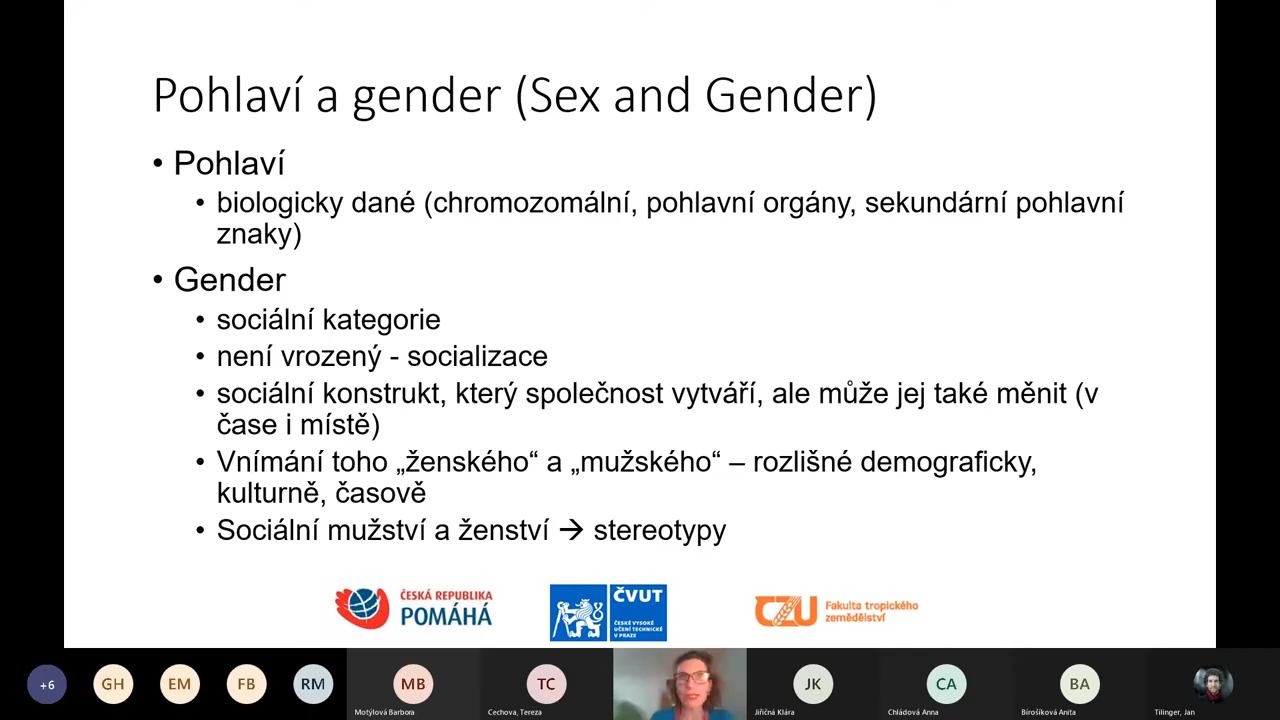 Pohlaví a gender (Sex and Gender)
• Pohlaví
• biologicky dané (chromozomální, pohlavní orgány, sekundární pohlavní
znaky)
• Gender
• sociální kategorie
• není vrozený - socializace
• sociální konstrukt, který společnost vytváří, ale může jej také měnit (v
čase i místě)
• Vnímání toho „ženského“ a „mužského“ – rozlišné demograficky,
kulturně, časově
• Sociální mužství a ženství → stereotypy
ČESKÁ REPUBLIKA
POMÁHÁ
ČVUT
ČESKÉ VYSOKÉ
UČENÍ TECHNICKÉ
V PRAZE
CZU
Fakulta tropického
zemědělství
+6
GH
EM
FB
RM
MB
TC
JK
CA
BA
Motýlová Barbora
Cechova, Tereza
Jiřičná Klára
Chládová Anna
Bírošíková Anita
Tilinger, Jan